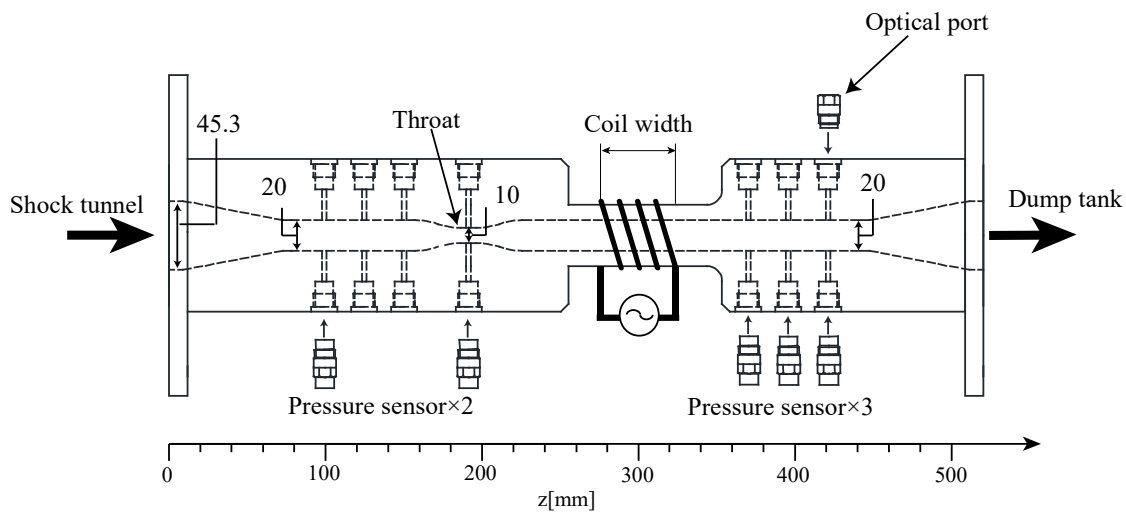 Optical port
45.3
Throat
Coil width
20
10
20
Shock tunnel
Dump tank
Pressure sensor×2
Pressure sensor×3
0
100
200
300
400
500
z[mm]